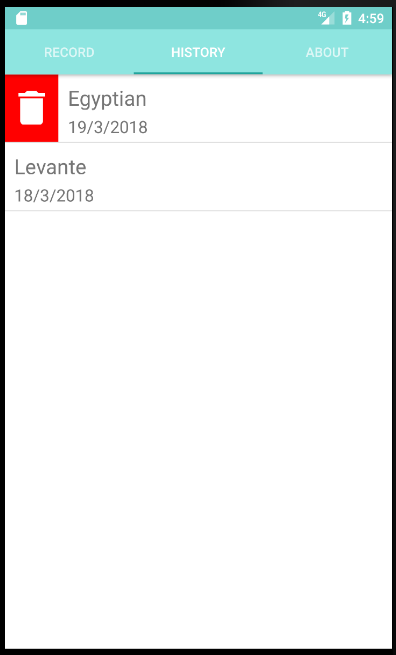 4G 4:59
RECORD HISTORY ABOUT
Egyptian
19/3/2018
Levante
18/3/2018